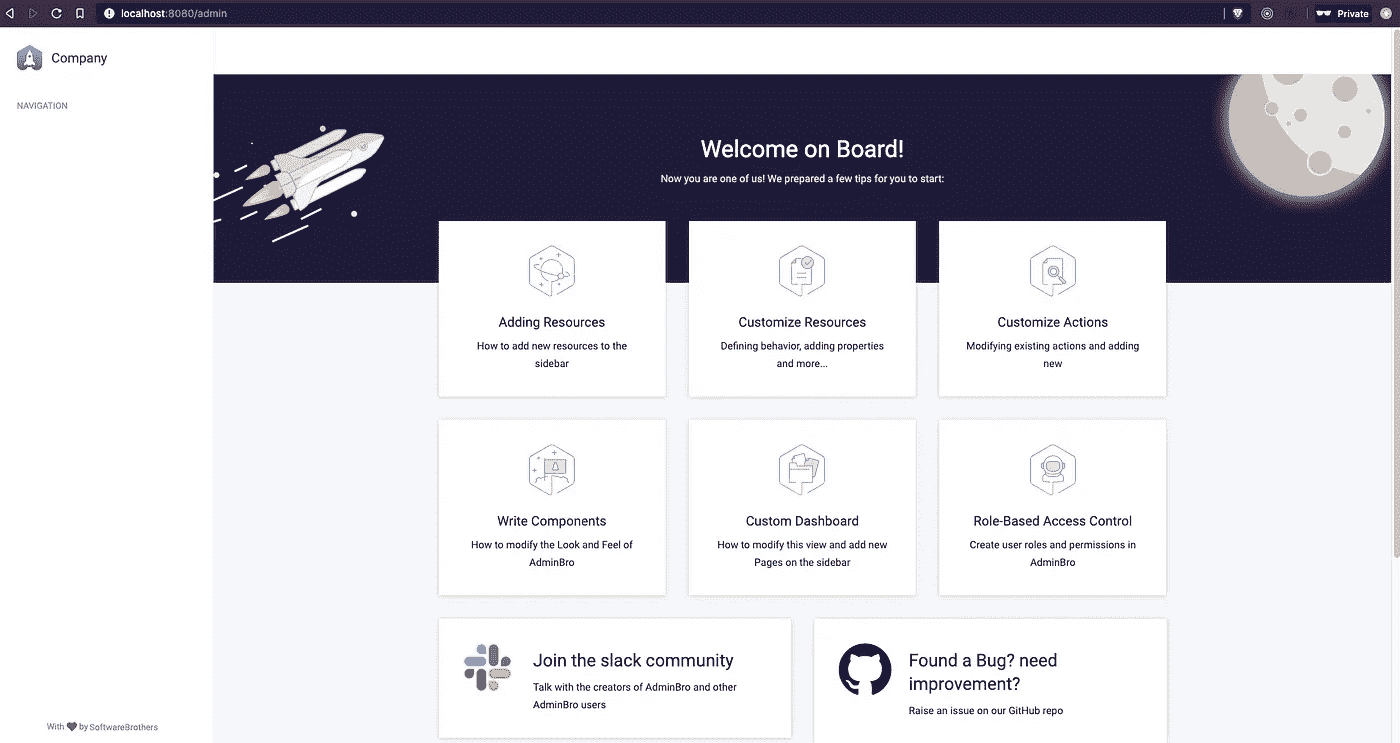 localhost:8080/admin
Private
Company
NAVIGATION
Welcome on Board!
Now you are one of us! We prepared a few tips for you to start:
Adding Resources
How to add new resources to the
sidebar
Customize Resources
Defining behavior, adding properties
and more...
Customize Actions
Modifying existing actions and adding
new
Write Components
How to modify the Look and Feel of
AdminBro
Custom Dashboard
How to modify this view and add new
Pages on the sidebar
Role-Based Access Control
Create user roles and permissions in
AdminBro
Join the slack community
Talk with the creators of AdminBro and other
AdminBro users
Found a Bug? need
improvement?
Raise an issue on our GitHub repo
With by SoftwareBrothers